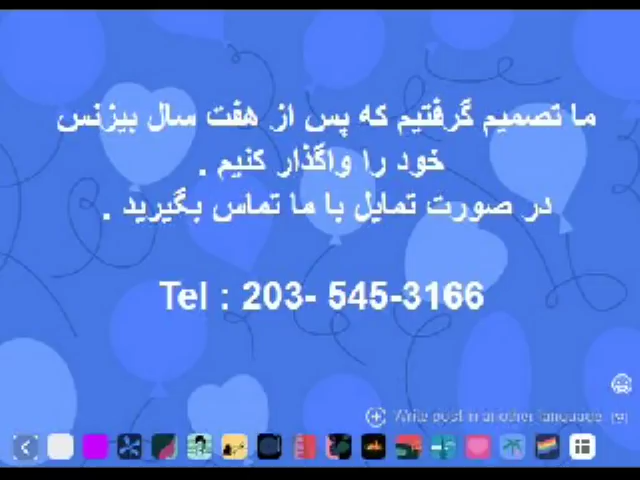 ما تصمیم گرفتیم که پس از هفت سال بیژنس
خود را واگذار کنیم .
در صورت تمایل با ما تماس بگیرید .
Tel : 203- 545-3166
Write post in another language